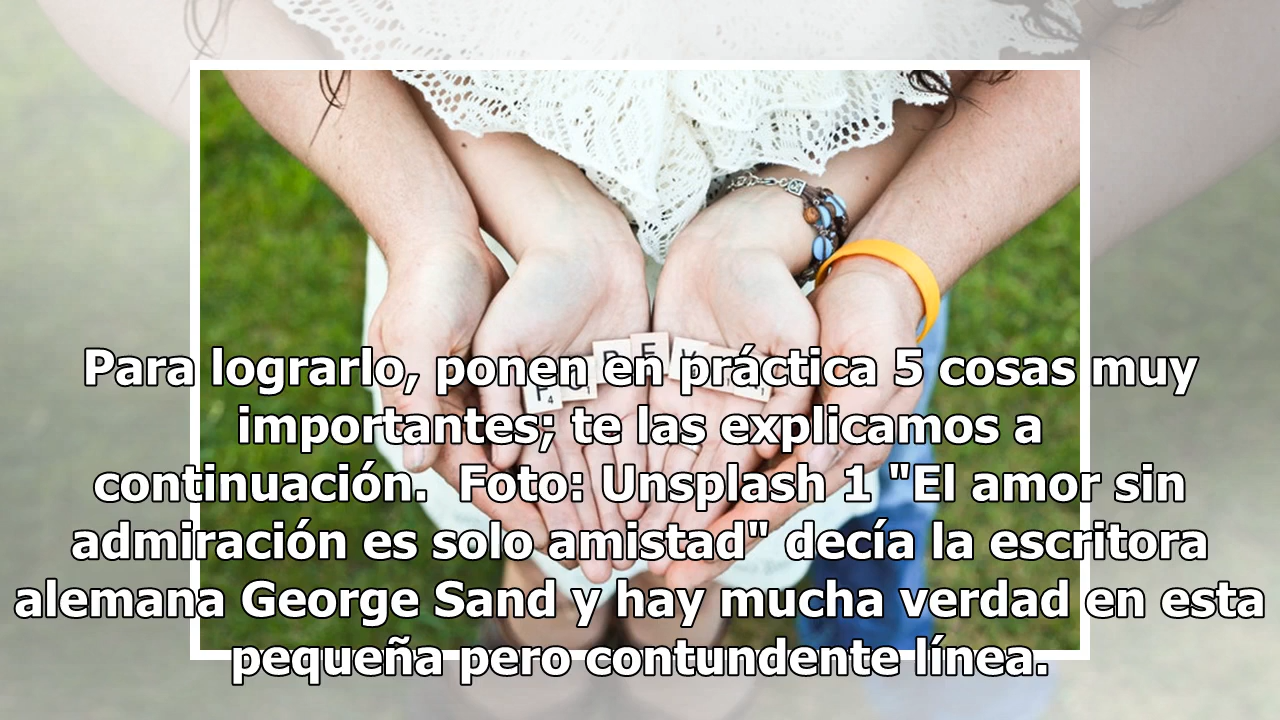 Para lograrlo, ponen en práctica 5 cosas muy
importantes; te las explicamos a
continuación. Foto: Unsplash 1 "El amor sin
admiración es solo amistad" decía la escritora
alemana George Sand y hay mucha verdad en esta
pequeña pero contundente línea.